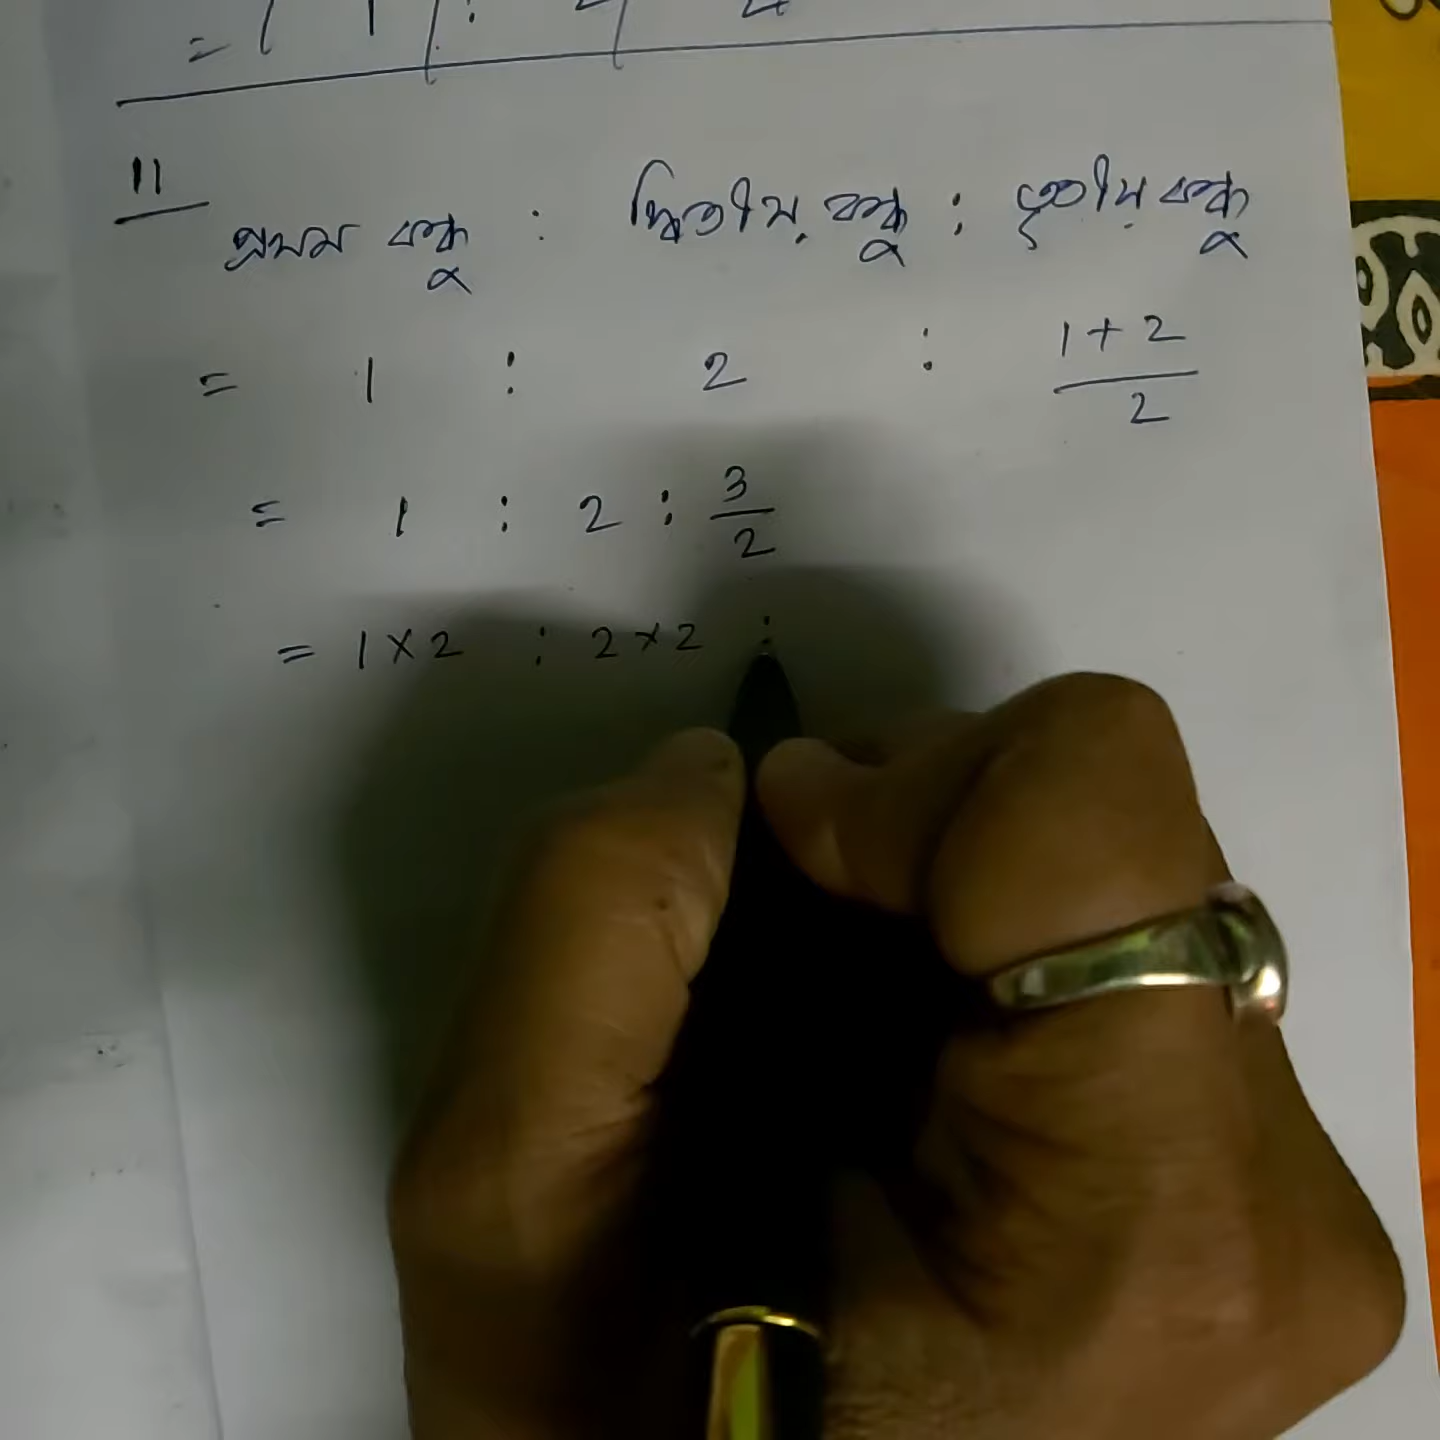 11
প্রথম বন্ধু : দ্বিতীয় বন্ধু : তৃতীয় বন্ধু
= 1 : 2 : 1+2/2
= 1 : 2 : 3/2
= 1×2 : 2×2 :